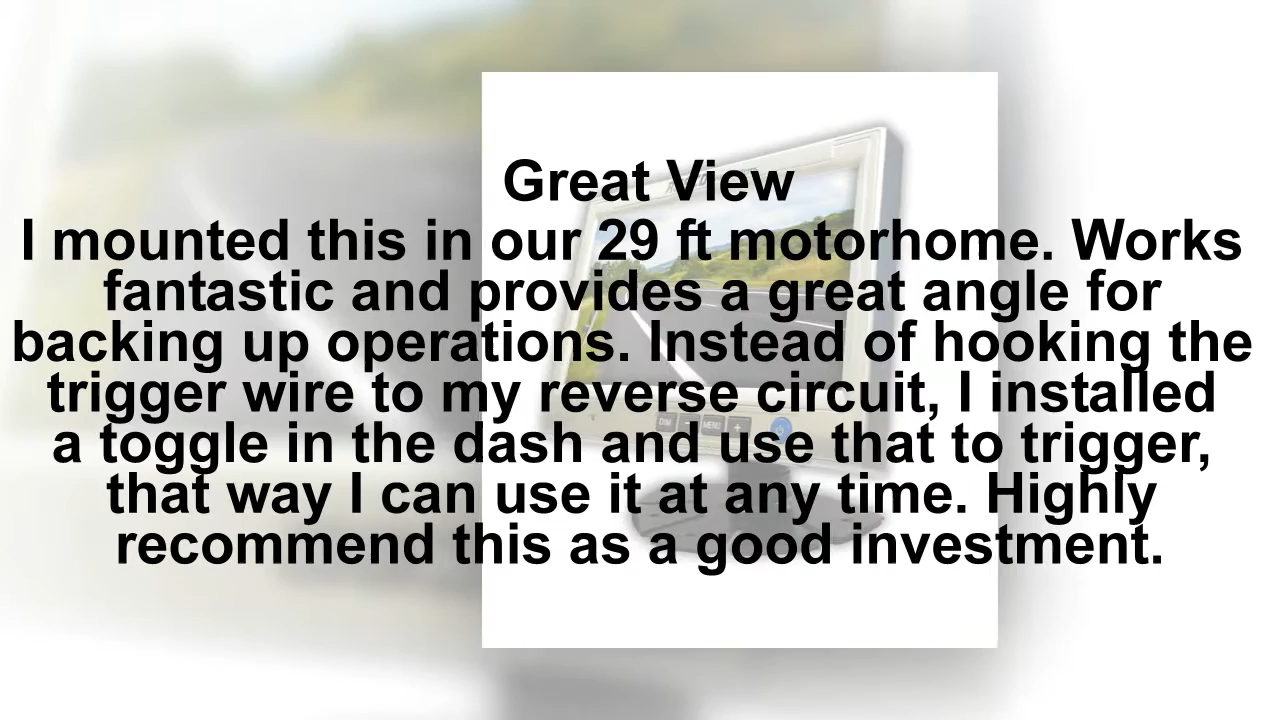 Great View
I mounted this in our 29 ft motorhome. Works
fantastic and provides a great angle for
backing up operations. Instead of hooking the
trigger wire to my reverse circuit, I installed
a toggle in the dash and use that to trigger,
that way I can use it at any time. Highly
recommend this as a good investment.
DIM
MENU
+